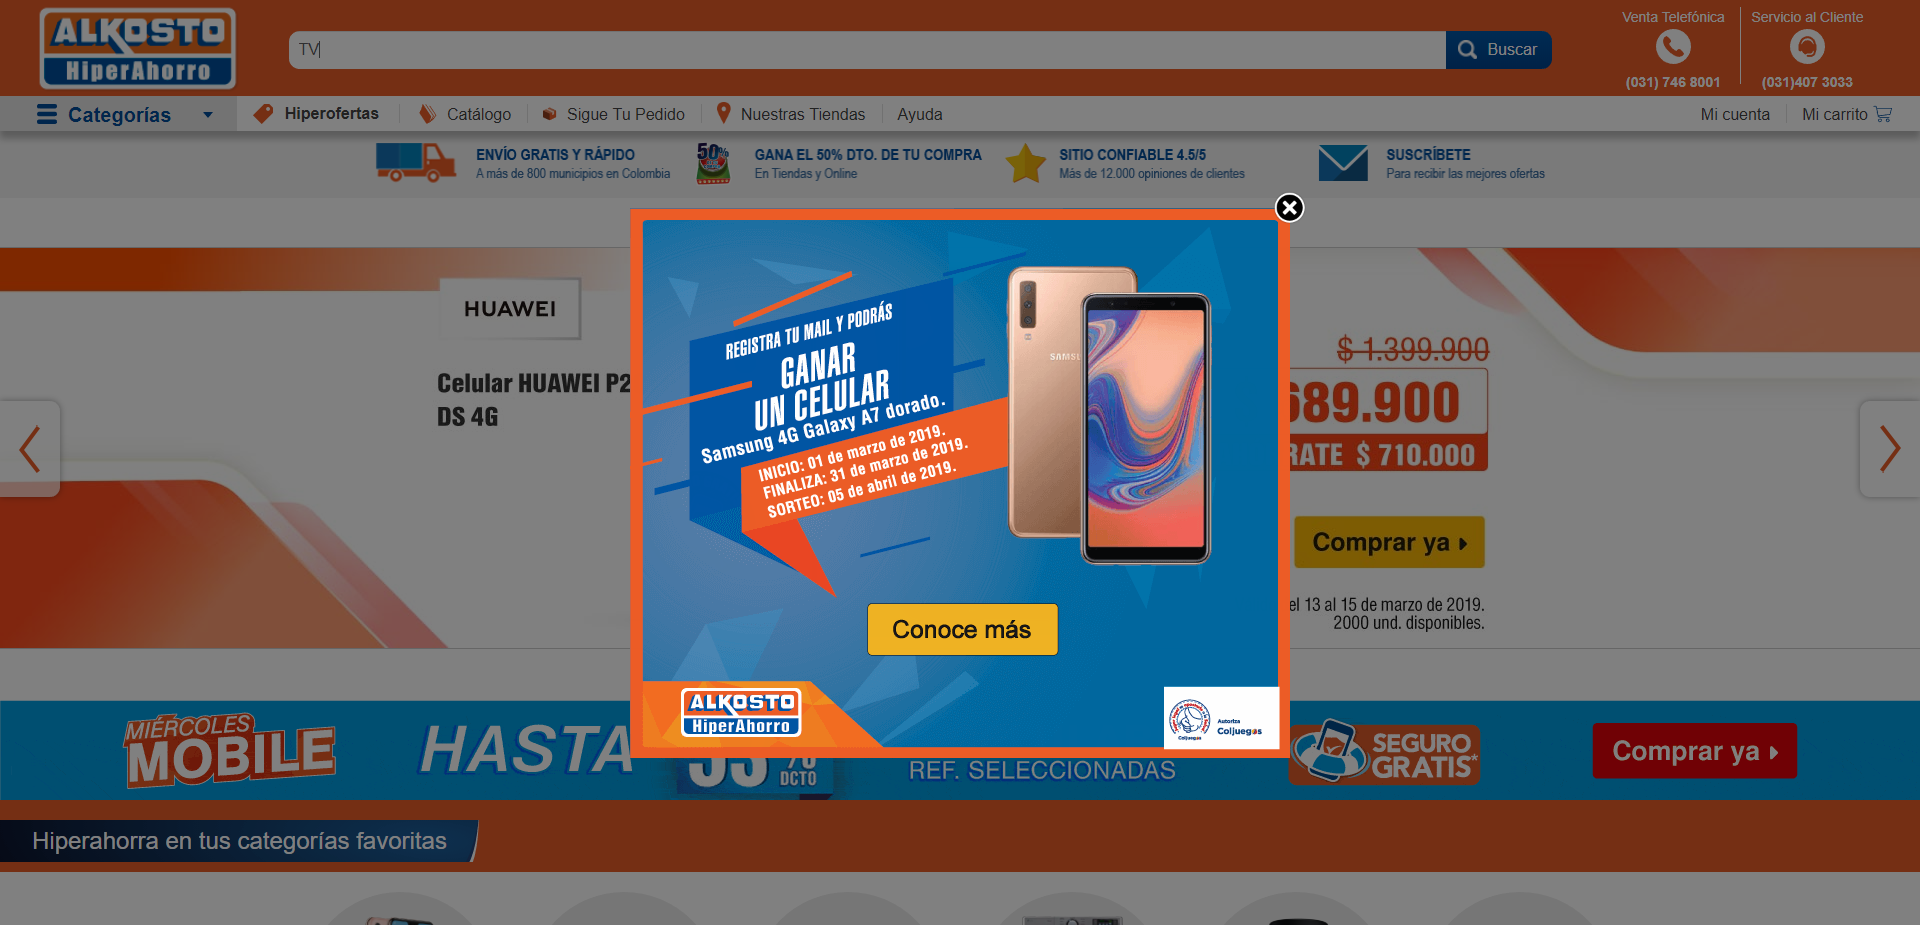 ALKOSTO
HiperAhorro
TV
Buscar
Venta Telefónica
(031) 746 8001
Servicio al Cliente
(031)407 3033
Categorías
Hiperofertas
Catálogo
Sigue Tu Pedido
Nuestras Tiendas
Ayuda
Mi cuenta
Mi carrito
ENVÍO GRATIS Y RÁPIDO
A más de 800 municipios en Colombia
50%
GANA EL 50% DTO. DE TU COMPRA
En Tiendas y Online
SITIO CONFIABLE 4.5/5
Más de 12.000 opiniones de clientes
SUSCRÍBETE
Para recibir las mejores ofertas
HUAWEI
Celular HUAWEI P2
DS 4G
REGISTRA TU MAIL Y PODRÁS
GANAR
UN CELULAR
Samsung 4G Galaxy A7 dorado.
INICIO: 01 de marzo de 2019.
FINALIZA: 31 de marzo de 2019.
SORTEO: 05 de abril de 2019.
SAMSU
Conoce más
ALKOSTO
HiperAhorro
Coljuegos
Autoriza
Coljuegos
$ 1.399.900
689.900
RATE $ 710.000
Comprar ya
el 13 al 15 de marzo de 2019.
2000 und. disponibles.
MIÉRCOLES
MOBILE
HASTA
%
DCTO
REF. SELECCIONADAS
SEGURO
GRATIS*
Comprar ya
Hiperahorra en tus categorías favoritas